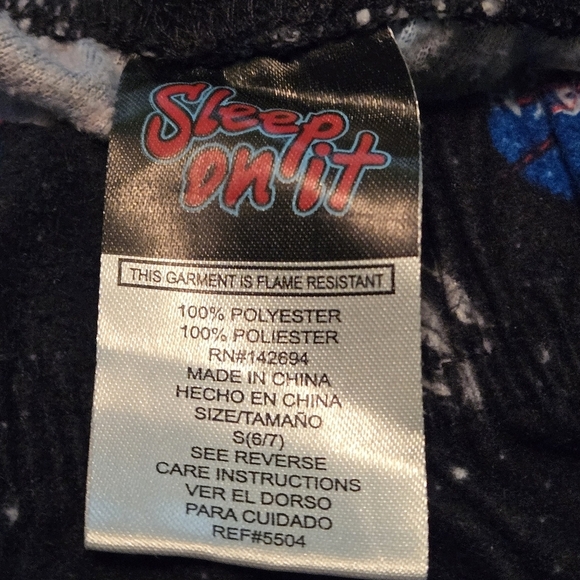 Sleep
on it
THIS GARMENT IS FLAME RESISTANT
100% POLYESTER
100% POLIESTER
RN#142694
MADE IN CHINA
HECHO EN CHINA
SIZE/TAMAÑO
S(6/7)
SEE REVERSE
CARE INSTRUCTIONS
VER EL DORSO
PARA CUIDADO
REF#5504